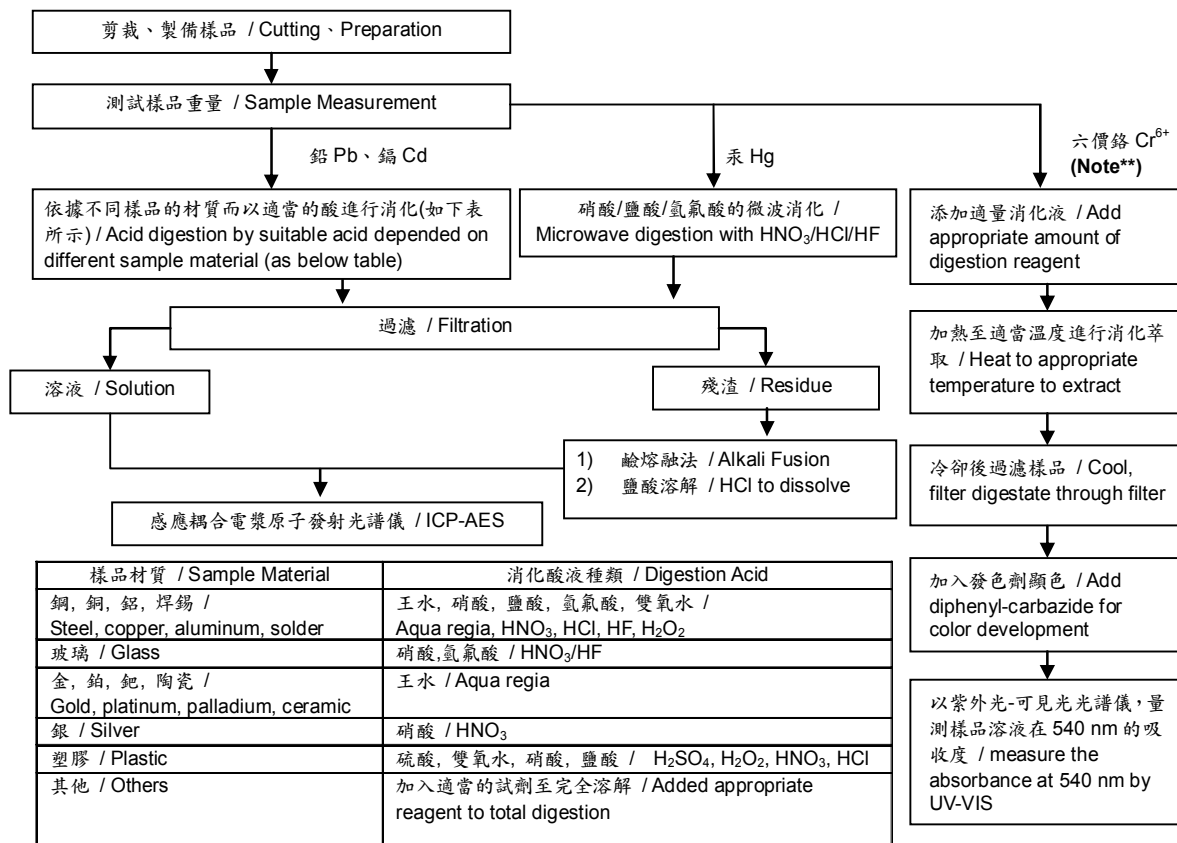 剪裁、製備樣品 / Cutting、Preparation
測試樣品重量 / Sample Measurement
鉛 Pb、鎘 Cd
汞 Hg
六價鉻 Cr⁶⁺
(Note**)
依據不同樣品的材質而以適當的酸進行消化(如下表
所示) / Acid digestion by suitable acid depended on
different sample material (as below table)
硝酸/鹽酸/氫氟酸的微波消化 /
Microwave digestion with HNO₃/HCl/HF
添加適量消化液 / Add
appropriate amount of
digestion reagent
過濾 / Filtration
加熱至適當溫度進行消化萃
取 / Heat to appropriate
temperature to extract
溶液 / Solution
殘渣 / Residue
1) 鹼熔融法 / Alkali Fusion
2) 鹽酸溶解 / HCl to dissolve
冷卻後過濾樣品 / Cool,
filter digestate through filter
感應耦合電漿原子發射光譜儀 / ICP-AES
加入發色劑顯色 / Add
diphenyl-carbazide for
color development
以紫外光-可見光光譜儀，量
測樣品溶液在 540 nm 的吸
收度 / measure the
absorbance at 540 nm by
UV-VIS
樣品材質 / Sample Material
消化酸液種類 / Digestion Acid
鋼, 銅, 鋁, 焊錫 /
Steel, copper, aluminum, solder
王水, 硝酸, 鹽酸, 氫氟酸, 雙氧水 /
Aqua regia, HNO₃, HCl, HF, H₂O₂
玻璃 / Glass
硝酸,氫氟酸 / HNO₃/HF
金, 鉑, 鈀, 陶瓷 /
Gold, platinum, palladium, ceramic
王水 / Aqua regia
銀 / Silver
硝酸 / HNO₃
塑膠 / Plastic
硫酸, 雙氧水, 硝酸, 鹽酸 / H₂SO₄, H₂O₂, HNO₃, HCl
其他 / Others
加入適當的試劑至完全溶解 / Added appropriate
reagent to total digestion